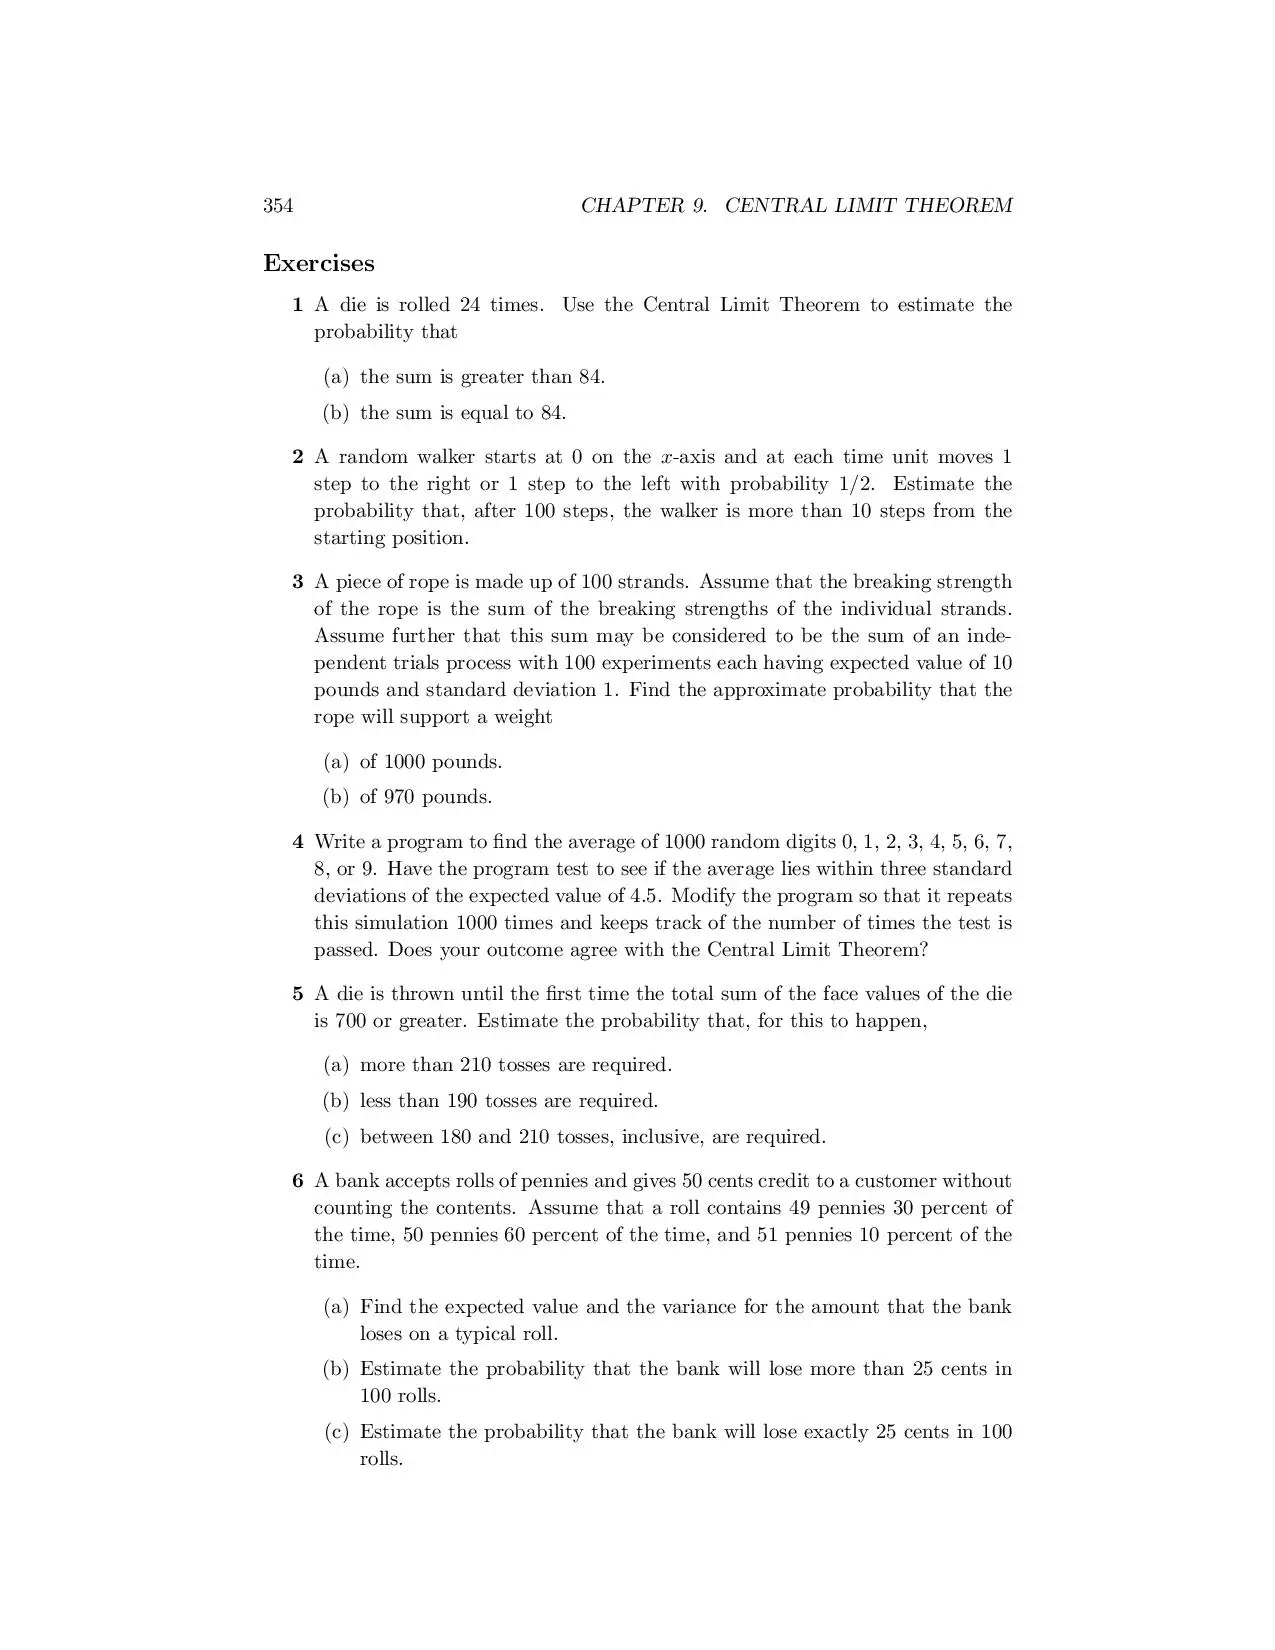 354 CHAPTER 9. CENTRAL LIMIT THEOREM
Exercises
1 A die is rolled 24 times. Use the Central Limit Theorem to estimate the
probability that
(a) the sum is greater than 84.
(b) the sum is equal to 84.
2 A random walker starts at 0 on the x-axis and at each time unit moves 1
step to the right or 1 step to the left with probability 1/2. Estimate the
probability that, after 100 steps, the walker is more than 10 steps from the
starting position.
3 A piece of rope is made up of 100 strands. Assume that the breaking strength
of the rope is the sum of the breaking strengths of the individual strands.
Assume further that this sum may be considered to be the sum of an inde-
pendent trials process with 100 experiments each having expected value of 10
pounds and standard deviation 1. Find the approximate probability that the
rope will support a weight
(a) of 1000 pounds.
(b) of 970 pounds.
4 Write a program to find the average of 1000 random digits 0, 1, 2, 3, 4, 5, 6, 7,
8, or 9. Have the program test to see if the average lies within three standard
deviations of the expected value of 4.5. Modify the program so that it repeats
this simulation 1000 times and keeps track of the number of times the test is
passed. Does your outcome agree with the Central Limit Theorem?
5 A die is thrown until the first time the total sum of the face values of the die
is 700 or greater. Estimate the probability that, for this to happen,
(a) more than 210 tosses are required.
(b) less than 190 tosses are required.
(c) between 180 and 210 tosses, inclusive, are required.
6 A bank accepts rolls of pennies and gives 50 cents credit to a customer without
counting the contents. Assume that a roll contains 49 pennies 30 percent of
the time, 50 pennies 60 percent of the time, and 51 pennies 10 percent of the
time.
(a) Find the expected value and the variance for the amount that the bank
loses on a typical roll.
(b) Estimate the probability that the bank will lose more than 25 cents in
100 rolls.
(c) Estimate the probability that the bank will lose exactly 25 cents in 100
rolls.